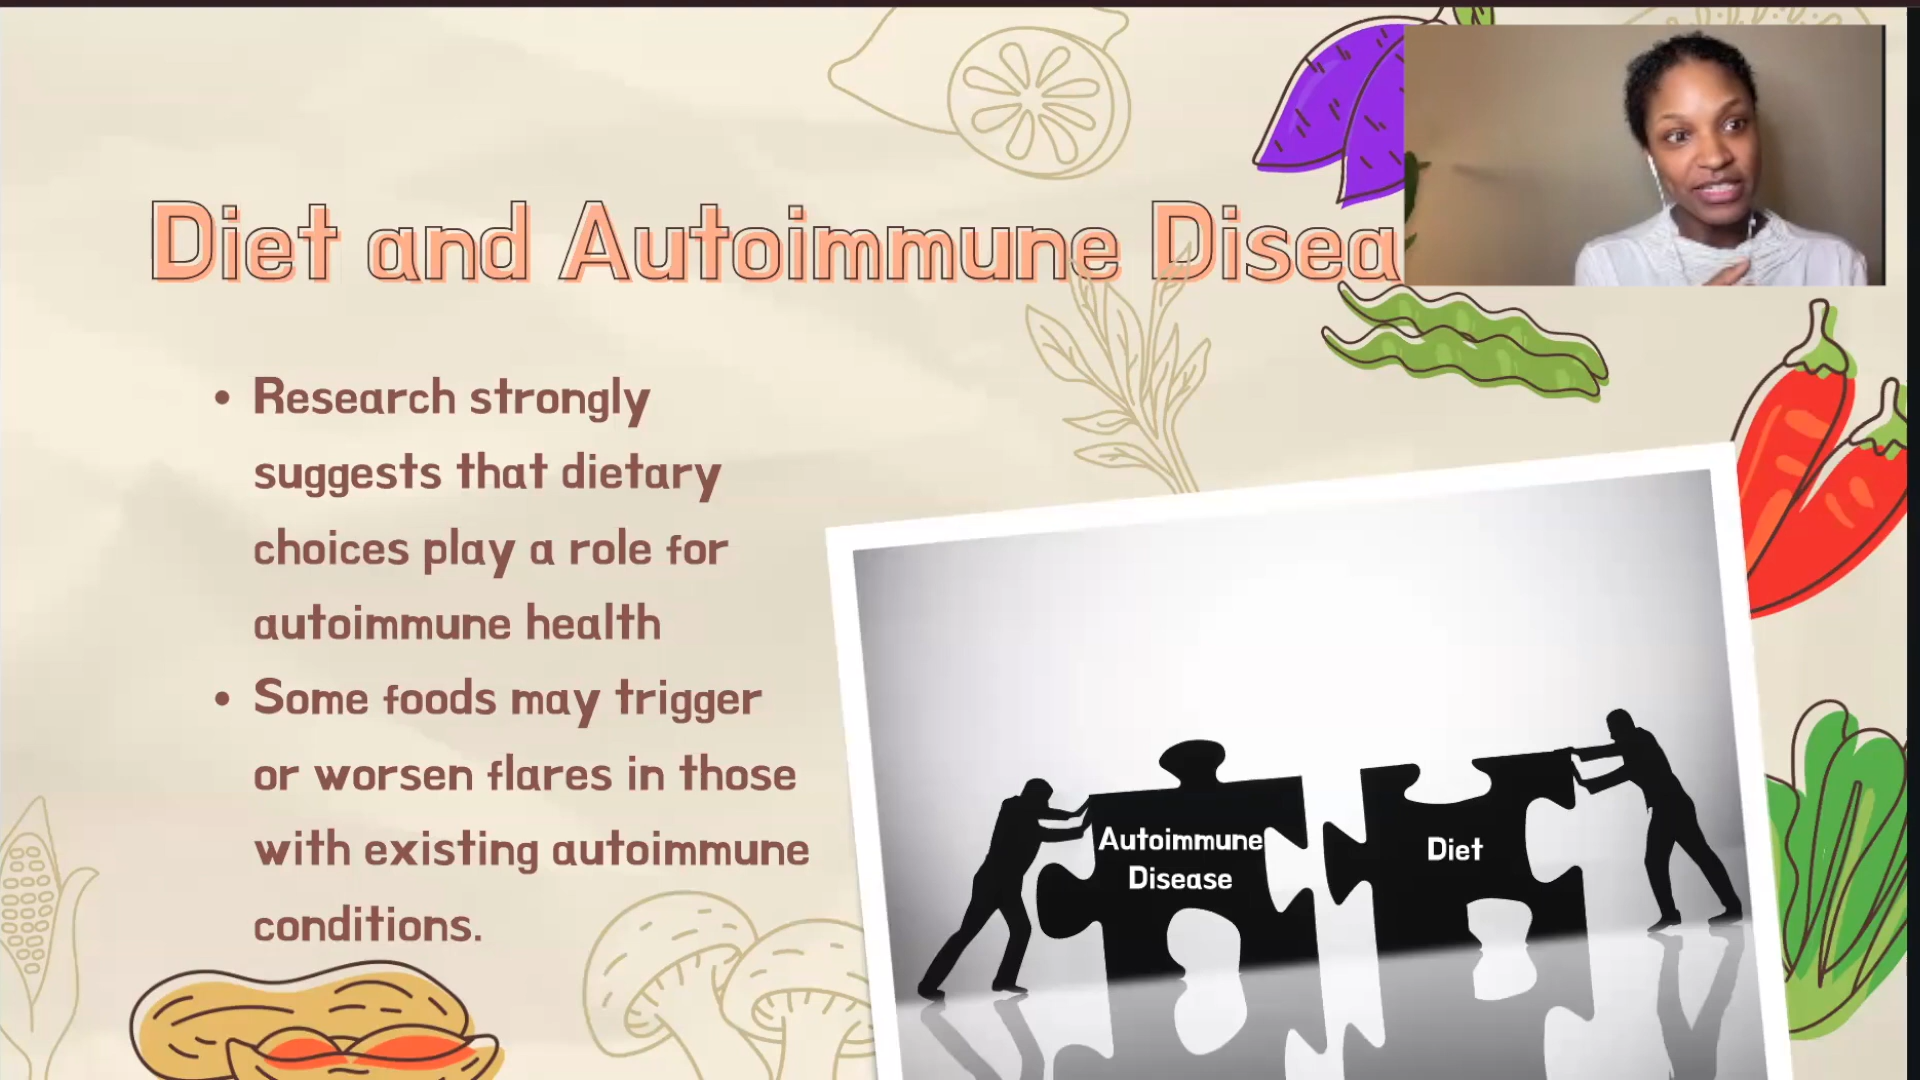 Diet and Autoimmune Disea
• Research strongly
suggests that dietary
choices play a role for
autoimmune health
• Some foods may trigger
or worsen flares in those
with existing autoimmune
conditions.
Autoimmune
Disease
Diet